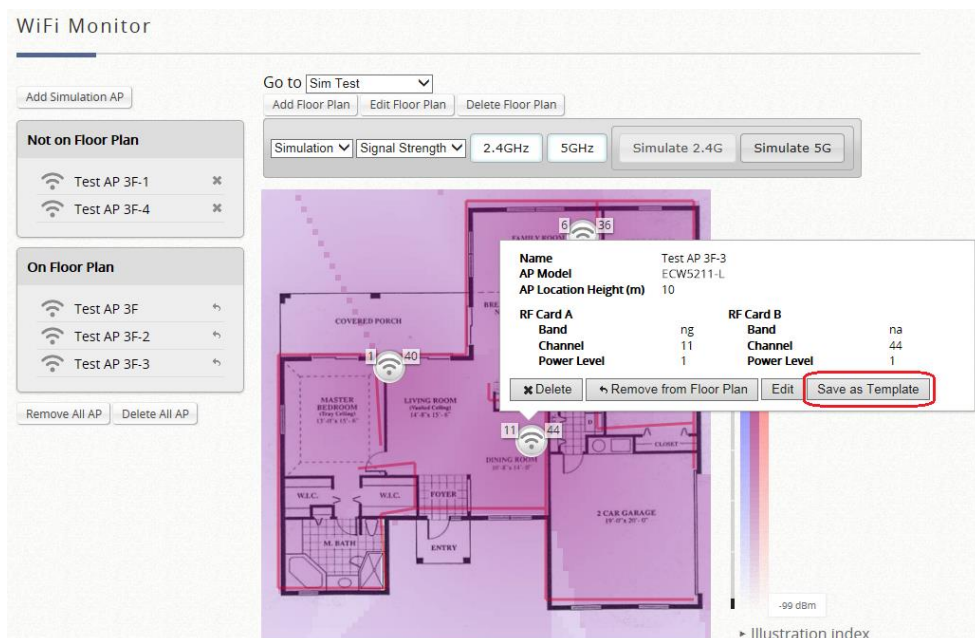 WiFi Monitor
Add Simulation AP
Not on Floor Plan
Test AP 3F-1
Test AP 3F-4
On Floor Plan
Test AP 3F
Test AP 3F-2
Test AP 3F-3
Remove All AP Delete All AP
Go to Sim Test
Add Floor Plan Edit Floor Plan Delete Floor Plan
Simulation Signal Strength 2.4GHz 5GHz Simulate 2.4G Simulate 5G
6 36
FAMILY ROOM
Name Test AP 3F-3
AP Model ECW5211-L
AP Location Height (m) 10
RF Card A RF Card B
Band ng Band na
Channel 11 Channel 44
Power Level 1 Power Level 1
Delete Remove from Floor Plan Edit Save as Template
COVERED PORCH
1 40
MASTER
BEDROOM
(Tray Ceiling)
LIVING ROOM
(Vaulted Ceiling)
11 44
DINING ROOM
CLOSET
W.I.C. W.I.C. FOYER
2 CAR GARAGE
M. BATH
ENTRY
-99 dBm
Illustration index